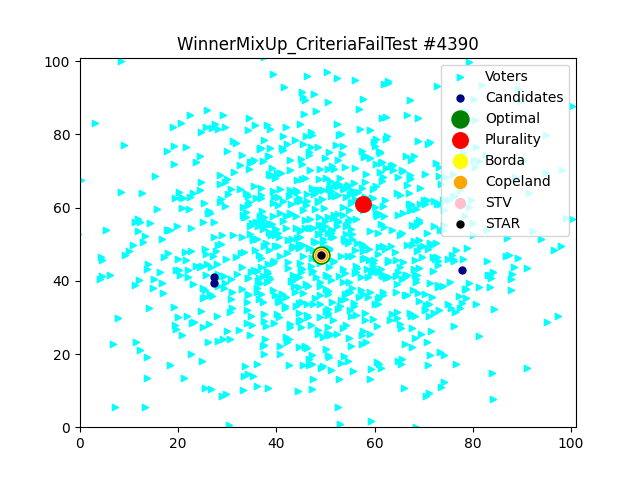 WinnerMixUp_CriteriaFailTest #4390
100
80
60
40
20
0
0 20 40 60 80 100
Voters
Candidates
Optimal
Plurality
Borda
Copeland
STV
STAR